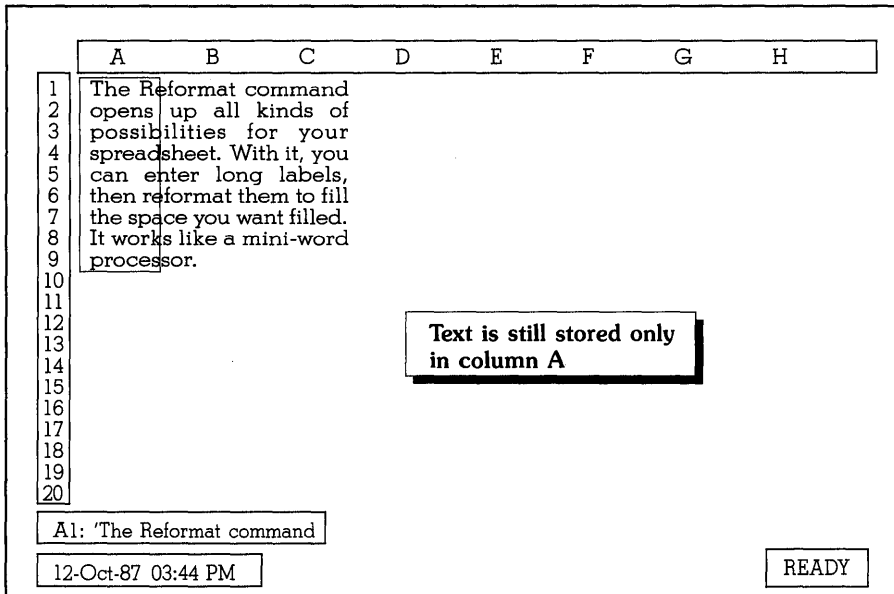 A B C D E F G H
1 The Reformat command
2 opens up all kinds of
3 possibilities for your
4 spreadsheet. With it, you
5 can enter long labels,
6 then reformat them to fill
7 the space you want filled.
8 It works like a mini-word
9 processor.
10
11
12
13
14
15
16
17
18
19
20
Text is still stored only
in column A
A1: 'The Reformat command
12-Oct-87 03:44 PM READY